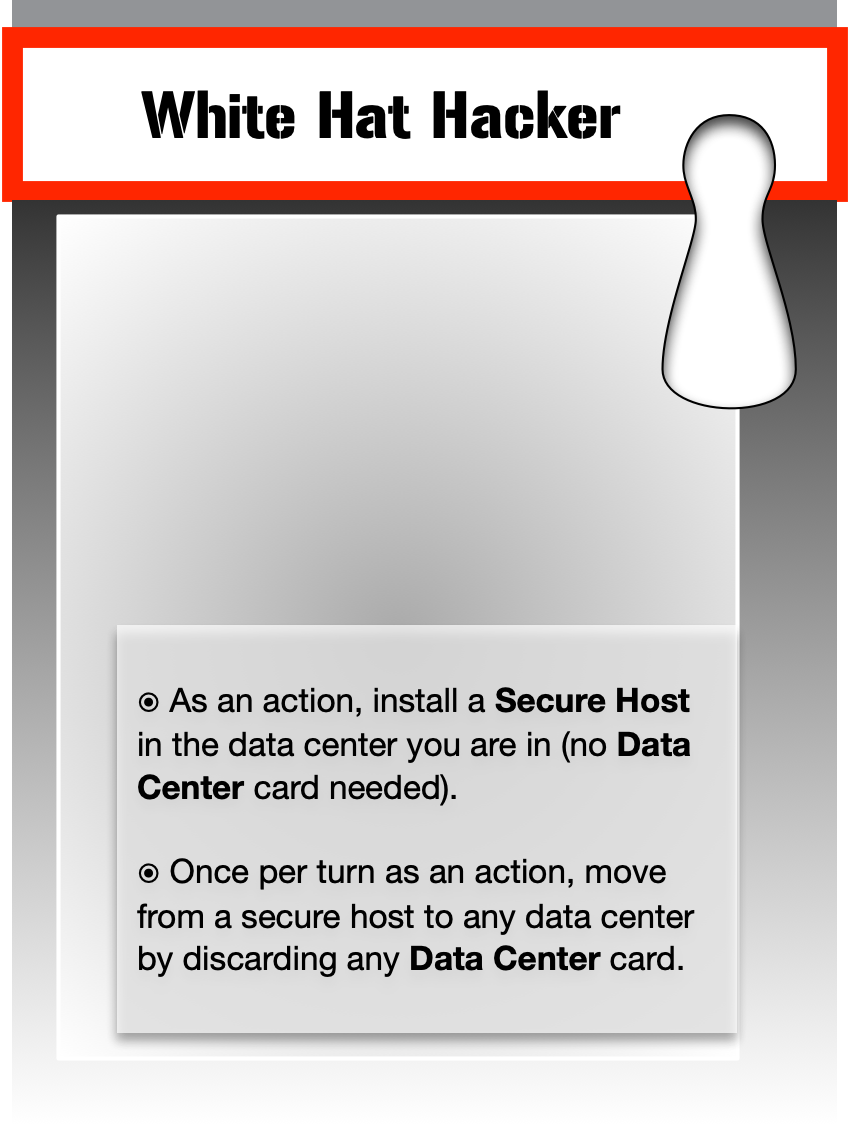 White Hat Hacker
⦿ As an action, install a Secure Host
in the data center you are in (no Data
Center card needed).
⦿ Once per turn as an action, move
from a secure host to any data center
by discarding any Data Center card.